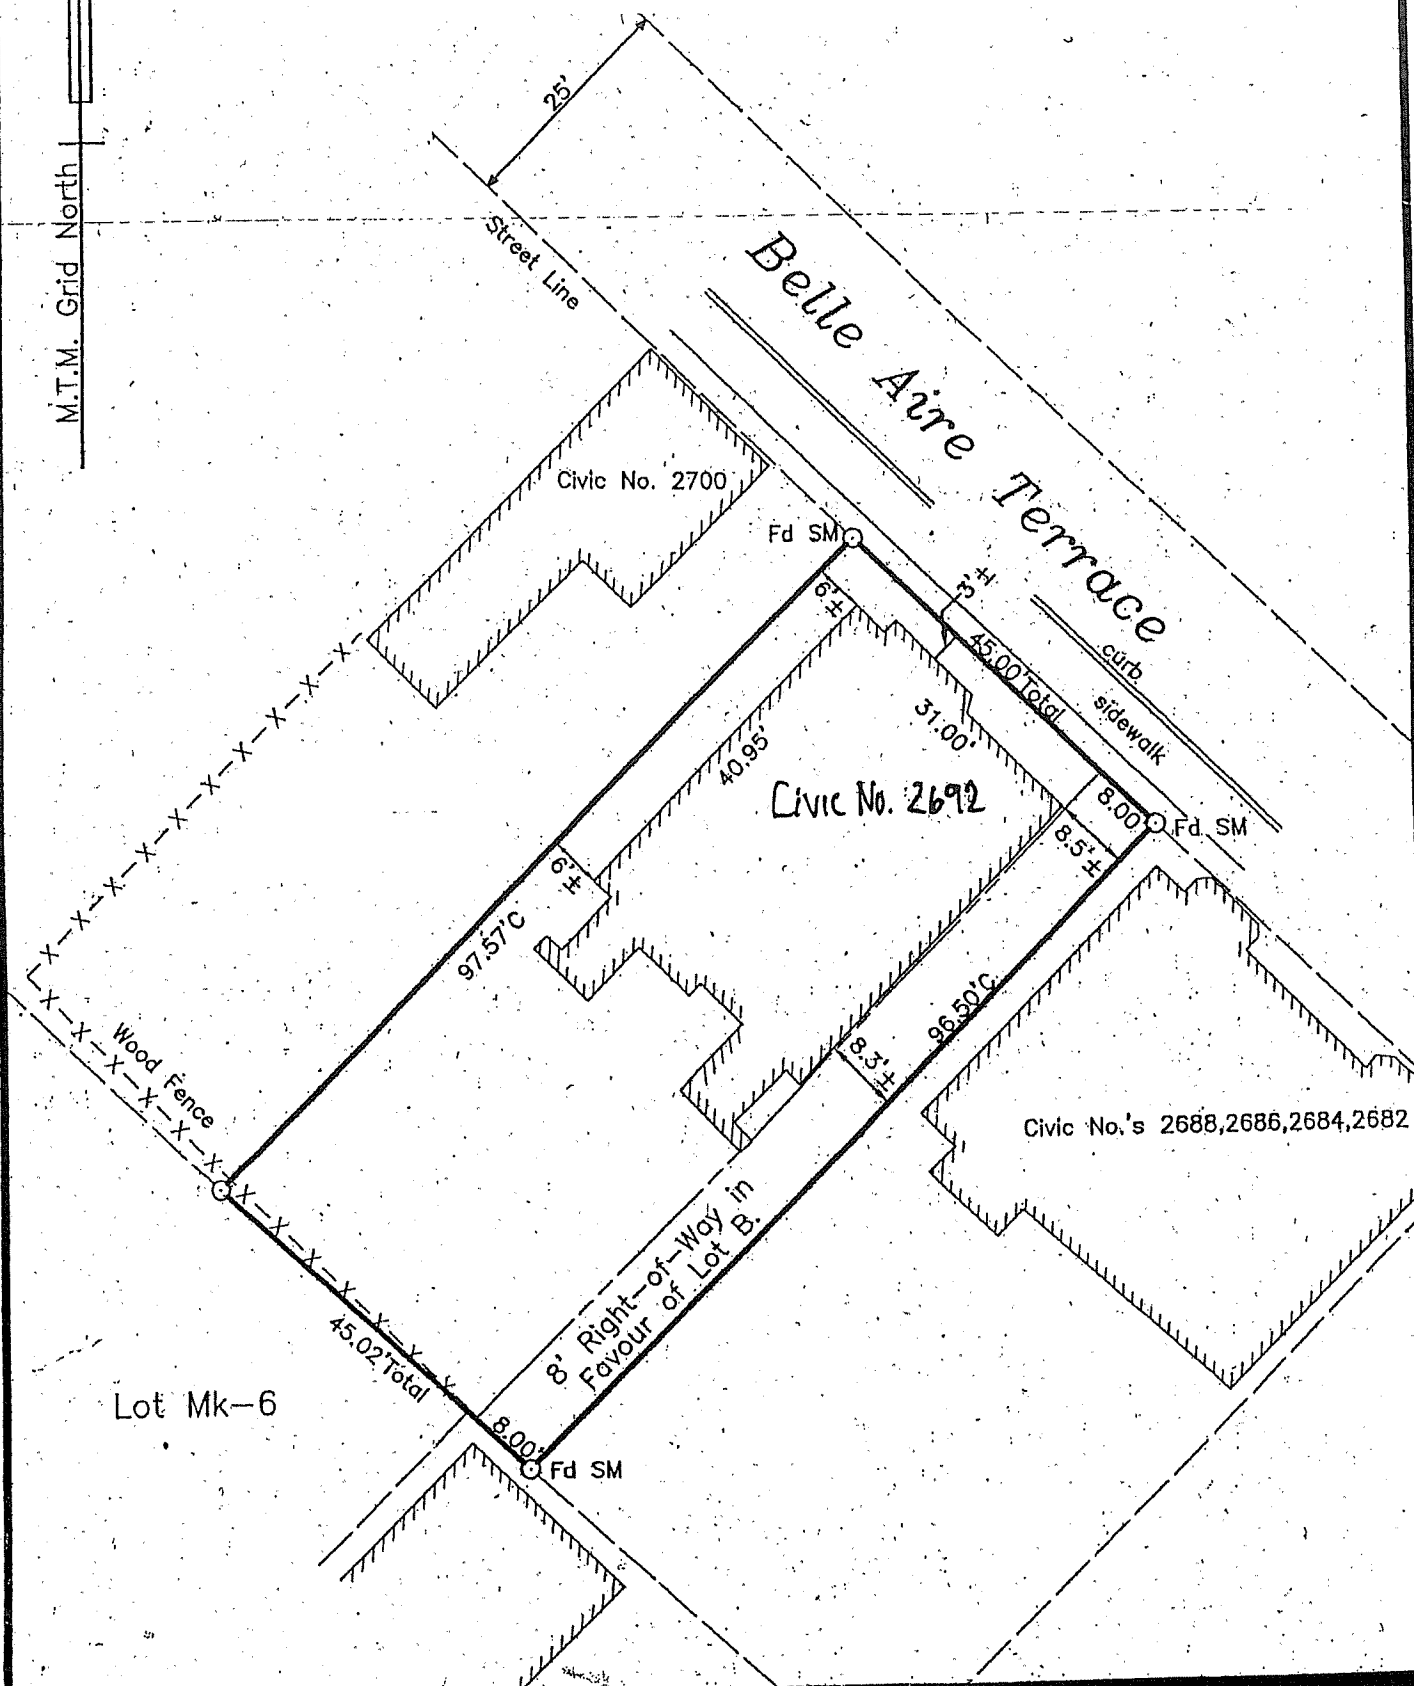 25'
M.T.M. Grid North
Street Line
Belle Aire Terrace
Civic No. 2700
Fd SM
6'±
3'±
45.00'Total
curb
sidewalk
31.00'
40.95'
Civic No. 2692
8.00'
Fd SM
8.5'±
6'±
97.57'C
96.50'C
8.3'±
Wood Fence
Civic No.'s 2688,2686,2684,2682
8' Right-of-Way in
Favour of Lot B.
45.02'Total
Lot Mk-6
8.00'
Fd SM